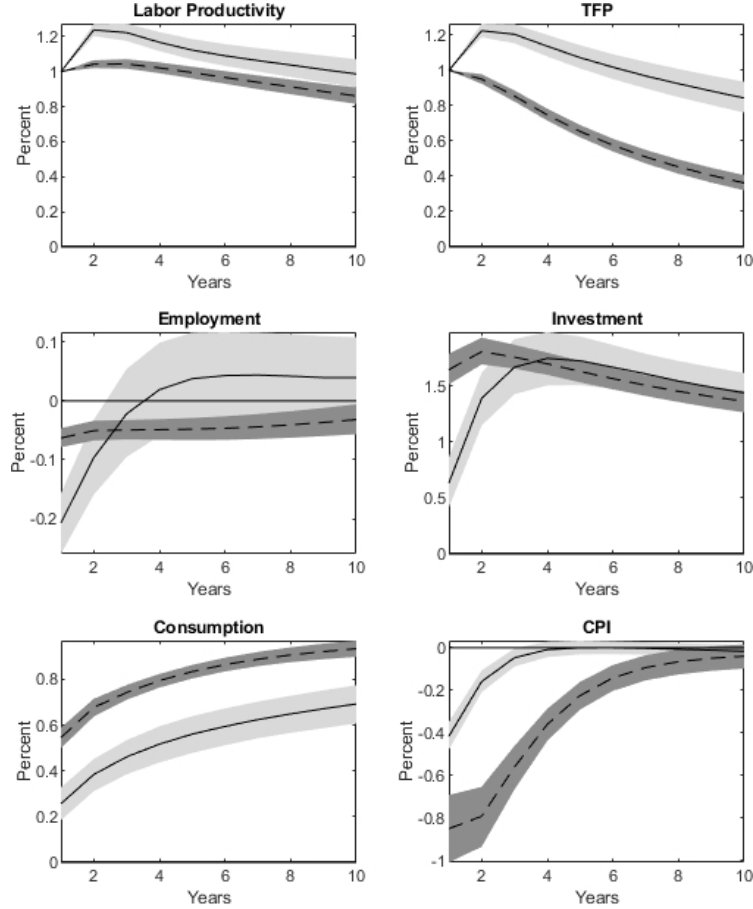 Labor Productivity
1.2
1
0.8
0.6
0.4
0.2
0
Percent
2 4 6 8 10
Years
TFP
1.2
1
0.8
0.6
0.4
0.2
0
Percent
2 4 6 8 10
Years
Employment
0.1
0
-0.1
-0.2
Percent
2 4 6 8 10
Years
Investment
1.5
1
0.5
0
Percent
2 4 6 8 10
Years
Consumption
0.8
0.6
0.4
0.2
0
Percent
2 4 6 8 10
Years
CPI
0
-0.2
-0.4
-0.6
-0.8
-1
Percent
2 4 6 8 10
Years